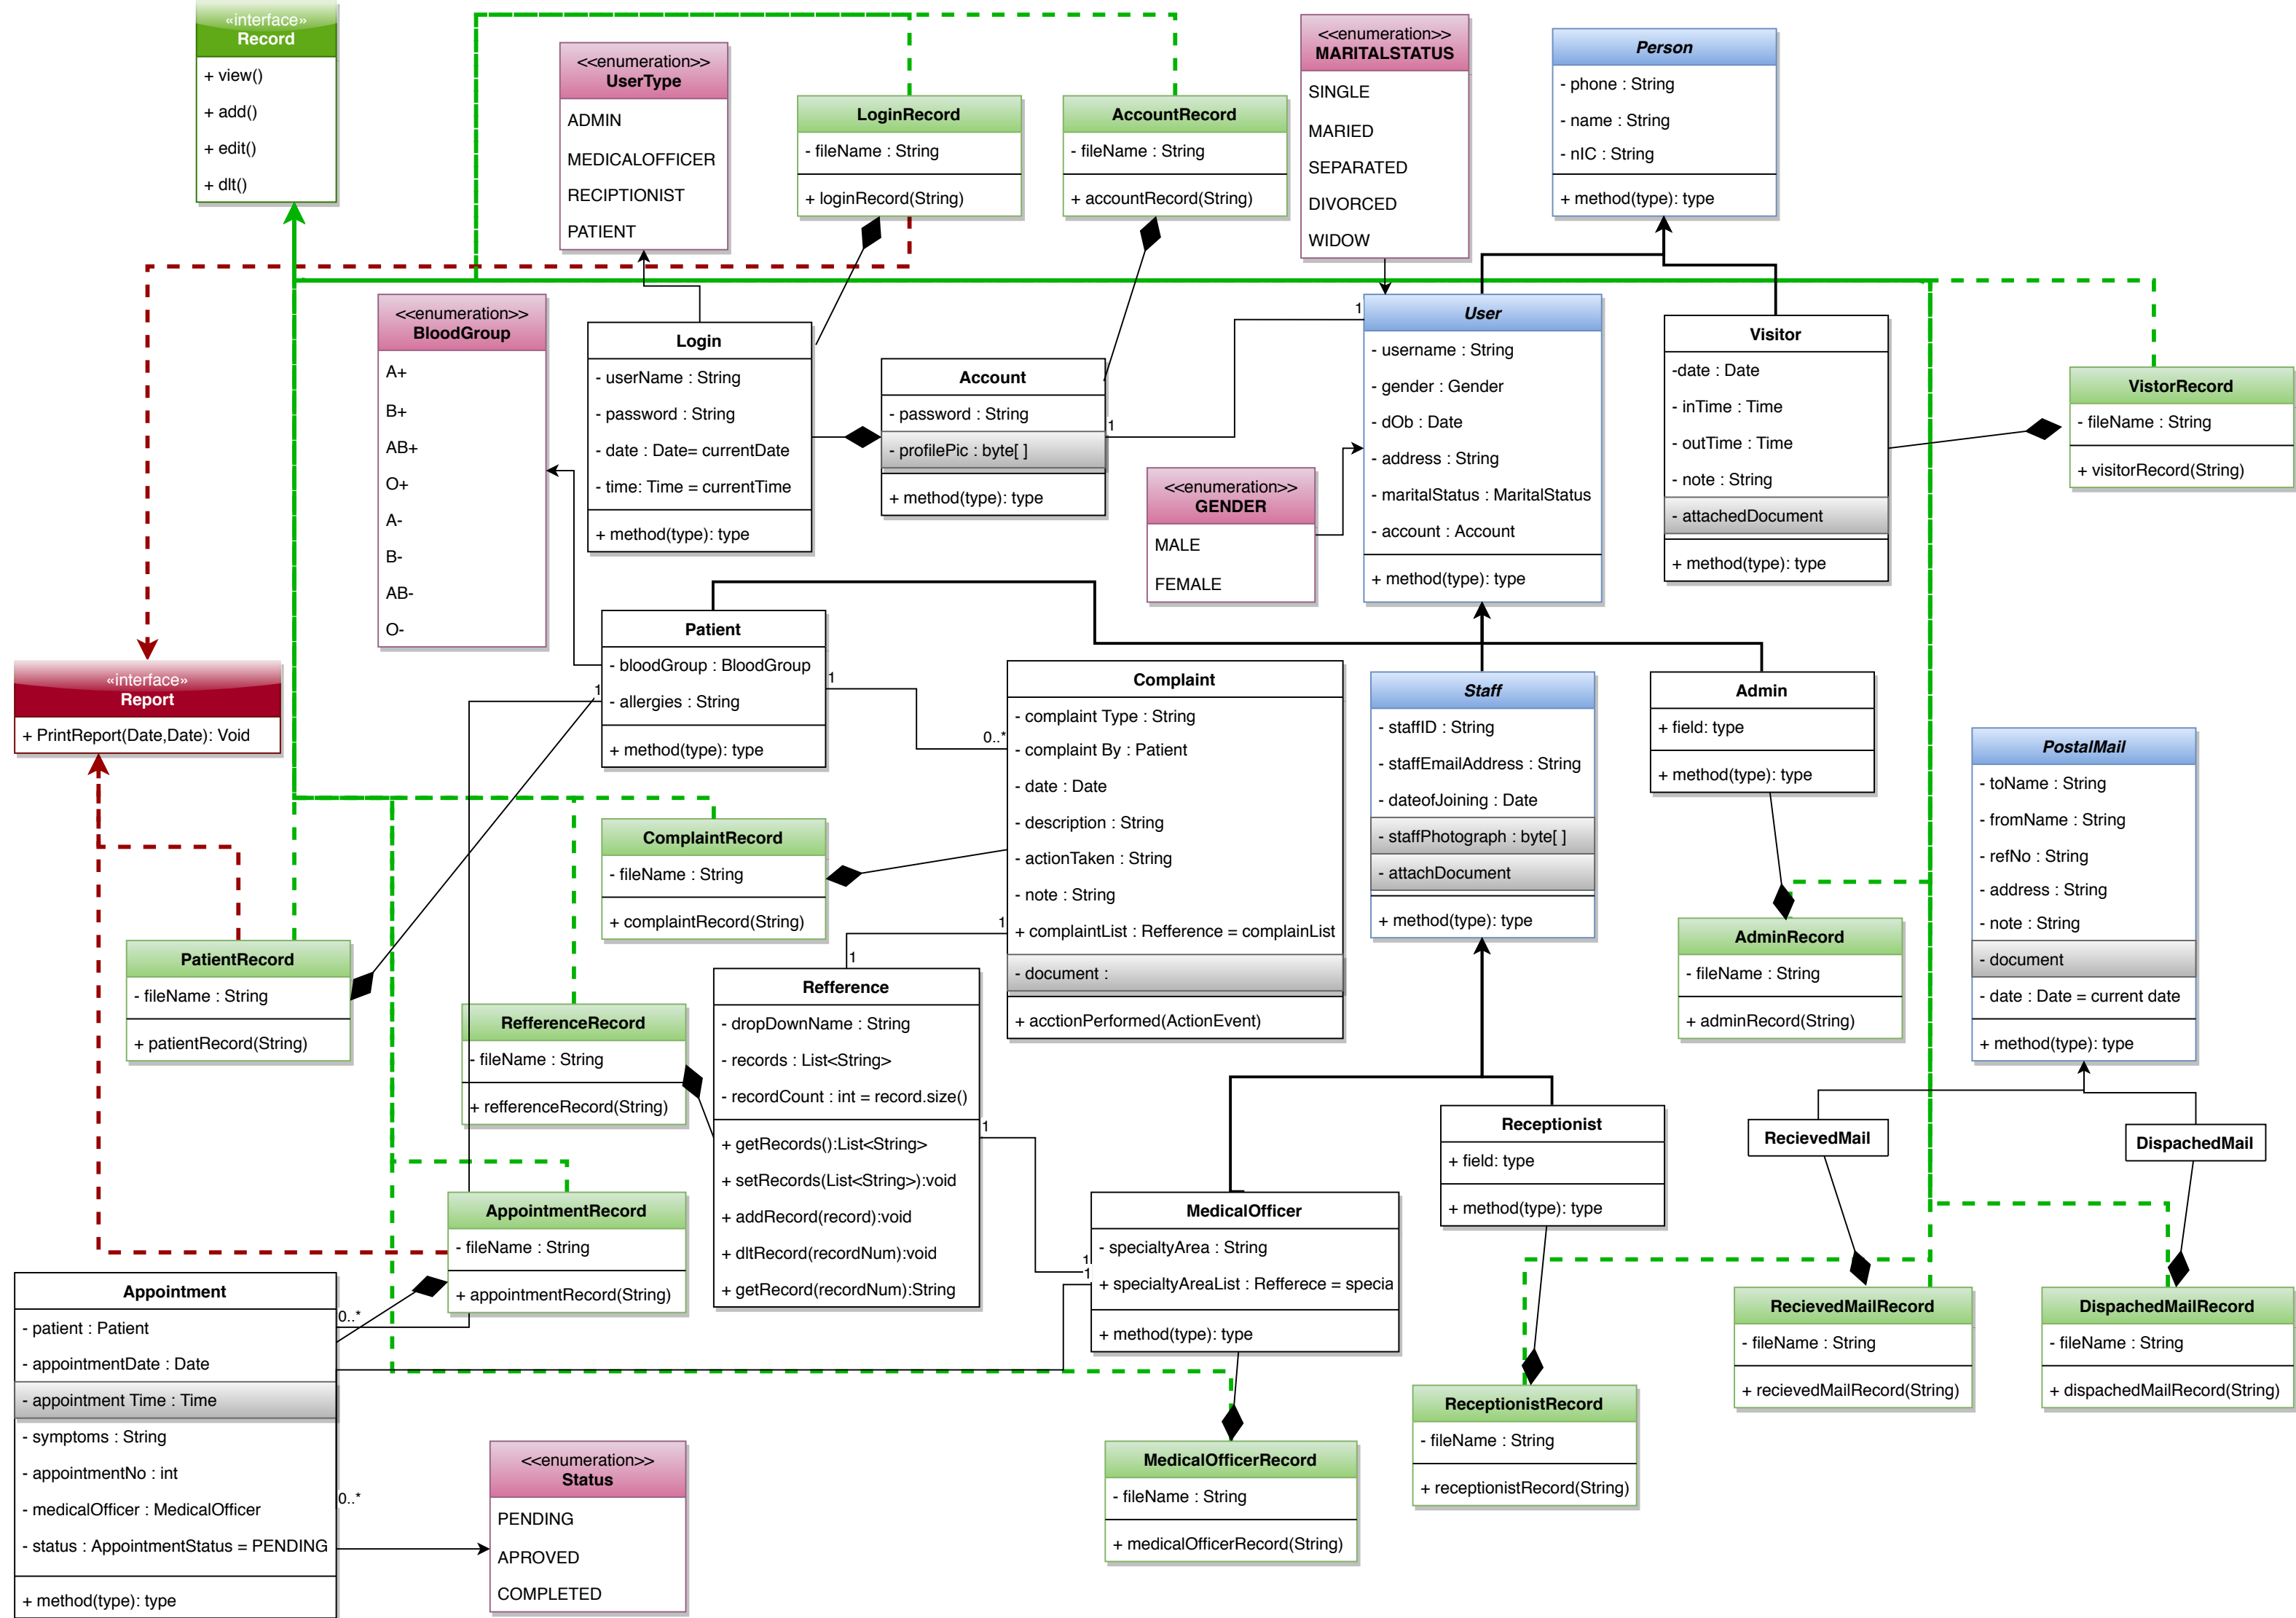 «interface»
Record
+ view()
+ add()
+ edit()
+ dlt()
<<enumeration>>
UserType
ADMIN
MEDICALOFFICER
RECIPTIONIST
PATIENT
LoginRecord
- fileName : String
+ loginRecord(String)
AccountRecord
- fileName : String
+ accountRecord(String)
<<enumeration>>
MARITALSTATUS
SINGLE
MARIED
SEPARATED
DIVORCED
WIDOW
Person
- phone : String
- name : String
- nIC : String
+ method(type): type
<<enumeration>>
BloodGroup
A+
B+
AB+
O+
A-
B-
AB-
O-
Login
- userName : String
- password : String
- date : Date= currentDate
- time: Time = currentTime
+ method(type): type
Account
- password : String
- profilePic : byte[ ]
+ method(type): type
1
1
<<enumeration>>
GENDER
MALE
FEMALE
User
- username : String
- gender : Gender
- dOb : Date
- address : String
- maritalStatus : MaritalStatus
- account : Account
+ method(type): type
Visitor
-date : Date
- inTime : Time
- outTime : Time
- note : String
- attachedDocument
+ method(type): type
VistorRecord
- fileName : String
+ visitorRecord(String)
«interface»
Report
+ PrintReport(Date,Date): Void
Patient
- bloodGroup : BloodGroup
- allergies : String
+ method(type): type
1
1
0..*
Complaint
- complaint Type : String
- complaint By : Patient
- date : Date
- description : String
- actionTaken : String
- note : String
+ complaintList : Refference = complainList
- document :
+ acctionPerformed(ActionEvent)
Staff
- staffID : String
- staffEmailAddress : String
- dateofJoining : Date
- staffPhotograph : byte[ ]
- attachDocument
+ method(type): type
Admin
+ field: type
+ method(type): type
PostalMail
- toName : String
- fromName : String
- refNo : String
- address : String
- note : String
- document
- date : Date = current date
+ method(type): type
ComplaintRecord
- fileName : String
+ complaintRecord(String)
1
1
PatientRecord
- fileName : String
+ patientRecord(String)
AdminRecord
- fileName : String
+ adminRecord(String)
RefferenceRecord
- fileName : String
+ refferenceRecord(String)
Refference
- dropDownName : String
- records : List<String>
- recordCount : int = record.size()
+ getRecords():List<String>
+ setRecords(List<String>):void
+ addRecord(record):void
+ dltRecord(recordNum):void
+ getRecord(recordNum):String
1
1
1
MedicalOfficer
- specialtyArea : String
+ specialtyAreaList : Refferece = specia
+ method(type): type
Receptionist
+ field: type
+ method(type): type
RecievedMail
DispachedMail
AppointmentRecord
- fileName : String
+ appointmentRecord(String)
Appointment
- patient : Patient
- appointmentDate : Date
- appointment Time : Time
- symptoms : String
- appointmentNo : int
- medicalOfficer : MedicalOfficer
- status : AppointmentStatus = PENDING
+ method(type): type
0..*
0..*
<<enumeration>>
Status
PENDING
APROVED
COMPLETED
MedicalOfficerRecord
- fileName : String
+ medicalOfficerRecord(String)
ReceptionistRecord
- fileName : String
+ receptionistRecord(String)
RecievedMailRecord
- fileName : String
+ recievedMailRecord(String)
DispachedMailRecord
- fileName : String
+ dispachedMailRecord(String)